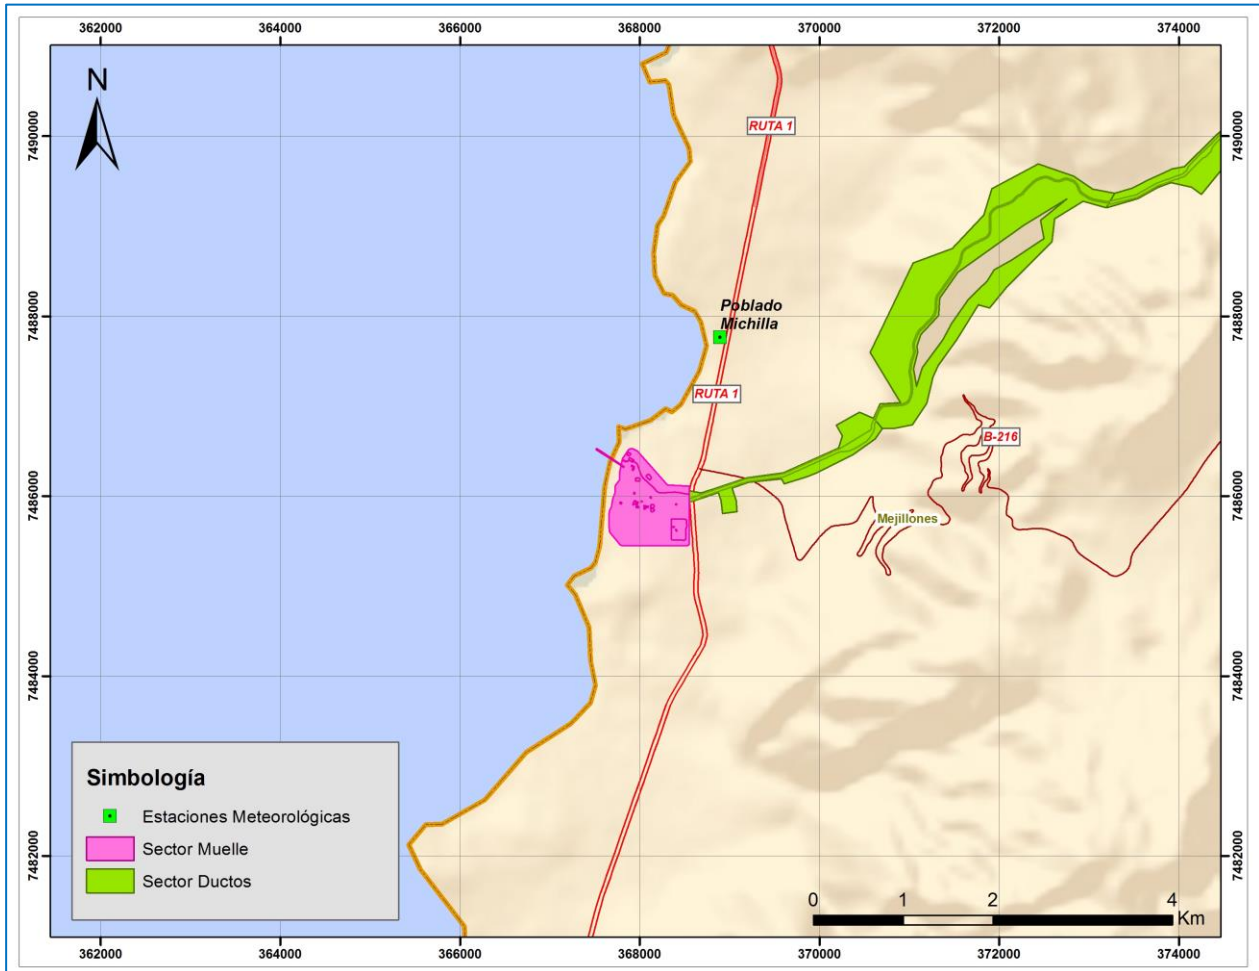 362000 364000 366000 368000 370000 372000 374000
N
7490000 7490000
RUTA 1
7488000 7488000
Poblado
Michilla
RUTA 1
B-216
7486000 7486000
Mejillones
7484000 7484000
Simbología
Estaciones Meteorológicas
Sector Muelle
Sector Ductos
7482000 7482000
0 1 2 4
Km
362000 364000 366000 368000 370000 372000 374000